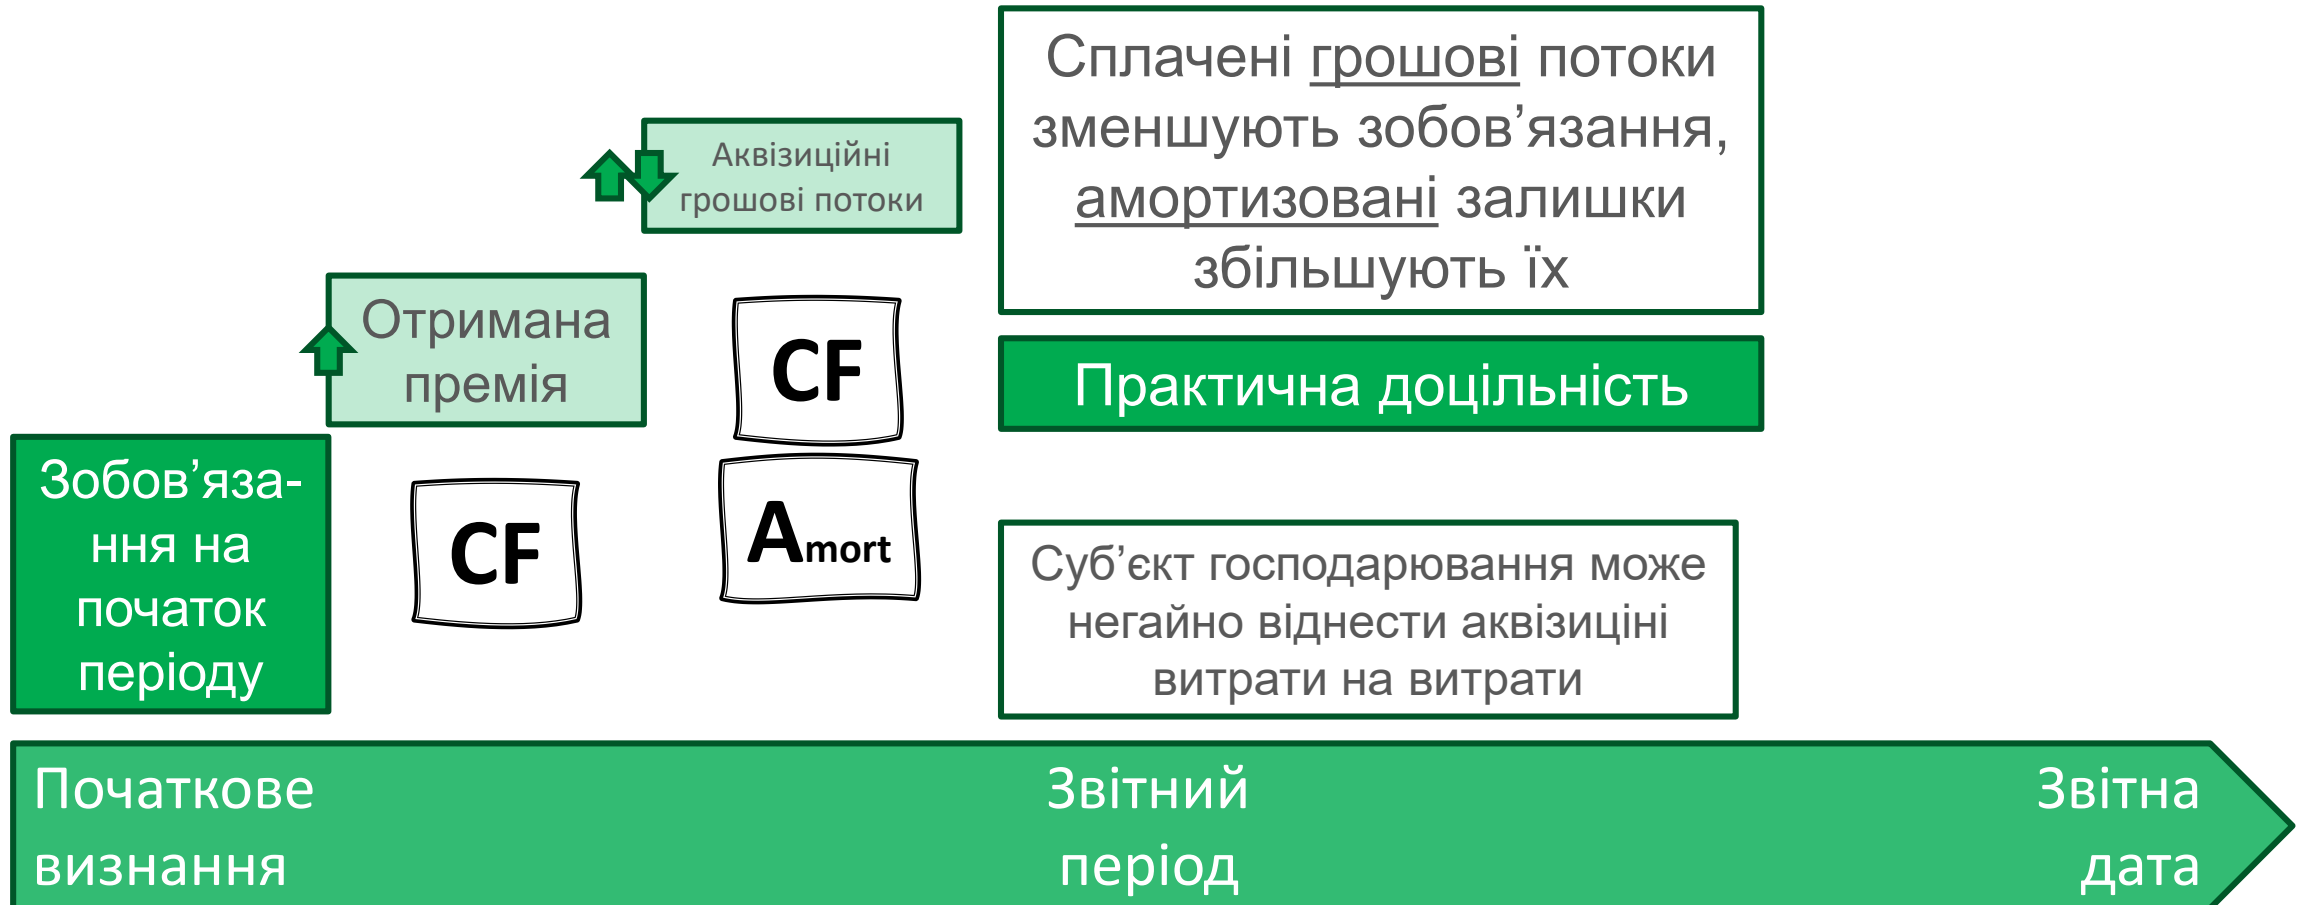 Сплачені грошові потоки
зменшують зобов’язання,
амортизовані залишки
збільшують їх
Аквізиційні
грошові потоки
Отримана
премія
CF
Практична доцільність
Зобов’яза-
ння на
початок
періоду
CF
Amort
Суб’єкт господарювання може
негайно віднести аквізиціні
витрати на витрати
Початкове
визнання
Звітний
період
Звітна
дата